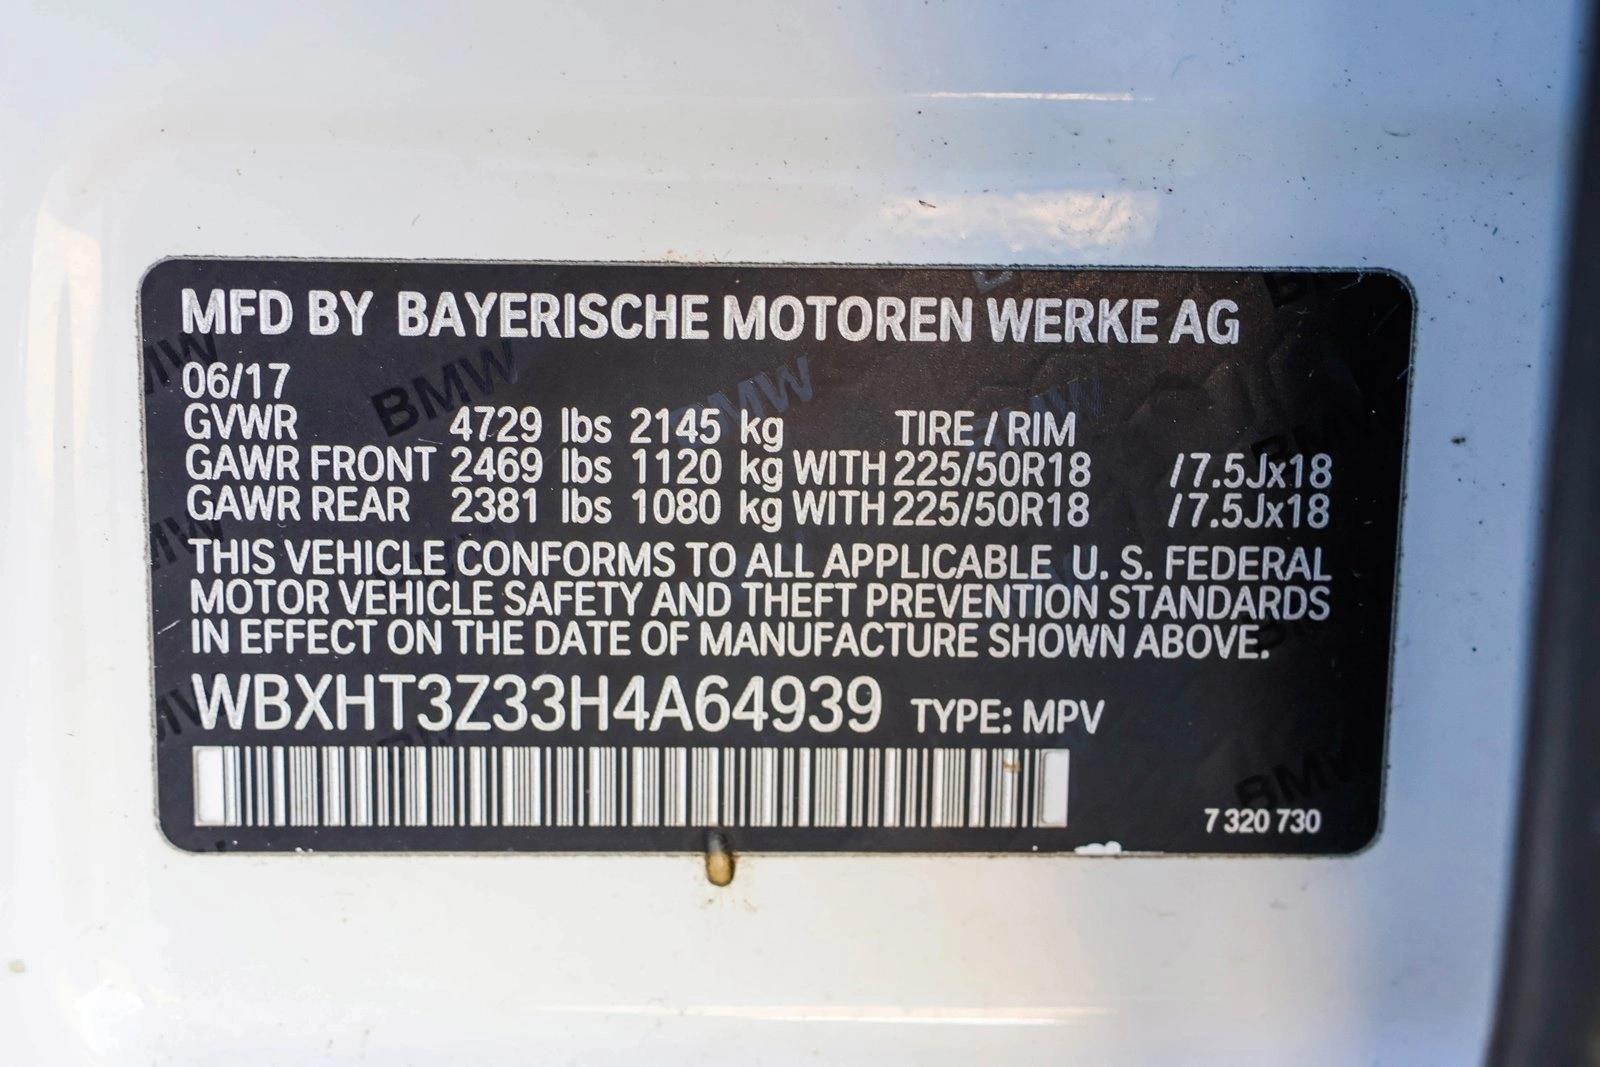 MFD BY BAYERISCHE MOTOREN WERKE AG
06/17
GVWR 4729 lbs 2145 kg TIRE / RIM
GAWR FRONT 2469 lbs 1120 kg WITH 225/50R18 /7.5Jx18
GAWR REAR 2381 lbs 1080 kg WITH 225/50R18 /7.5Jx18
THIS VEHICLE CONFORMS TO ALL APPLICABLE U. S. FEDERAL
MOTOR VEHICLE SAFETY AND THEFT PREVENTION STANDARDS
IN EFFECT ON THE DATE OF MANUFACTURE SHOWN ABOVE.
WBXHT3Z33H4A64939 TYPE: MPV
7 320 730